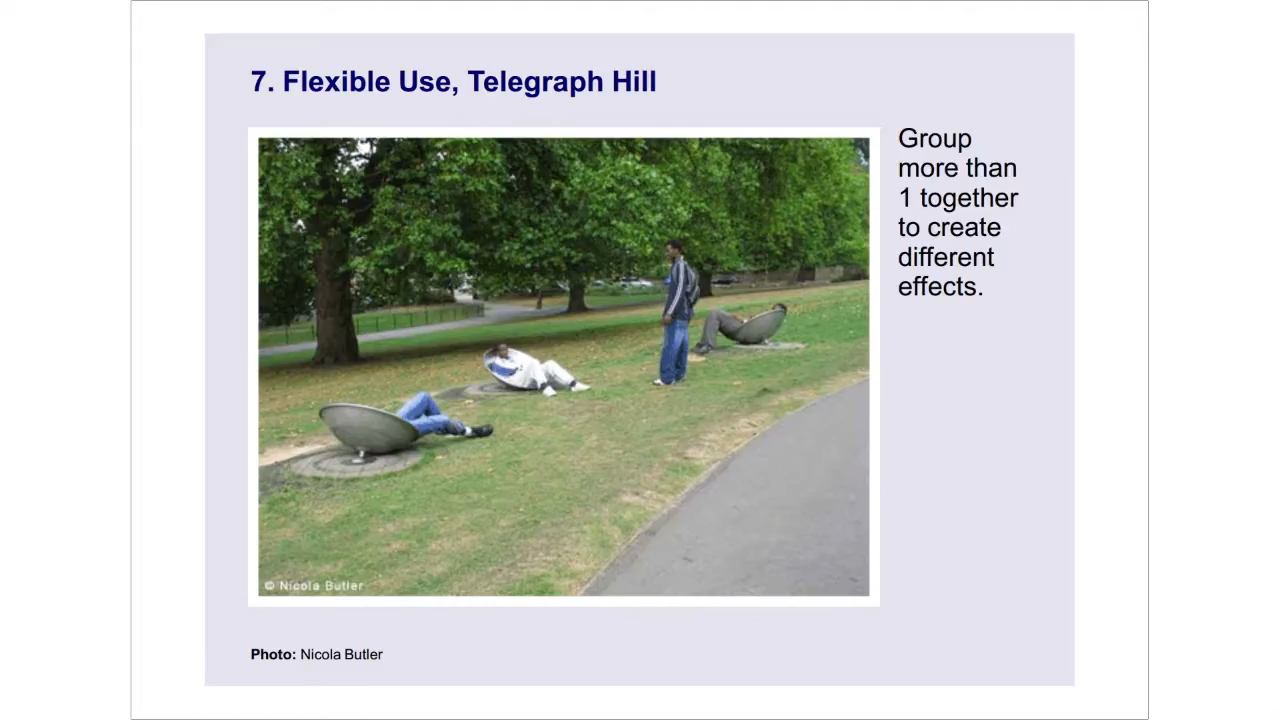 7. Flexible Use, Telegraph Hill
Group
more than
1 together
to create
different
effects.
© Nicola Butler
Photo: Nicola Butler